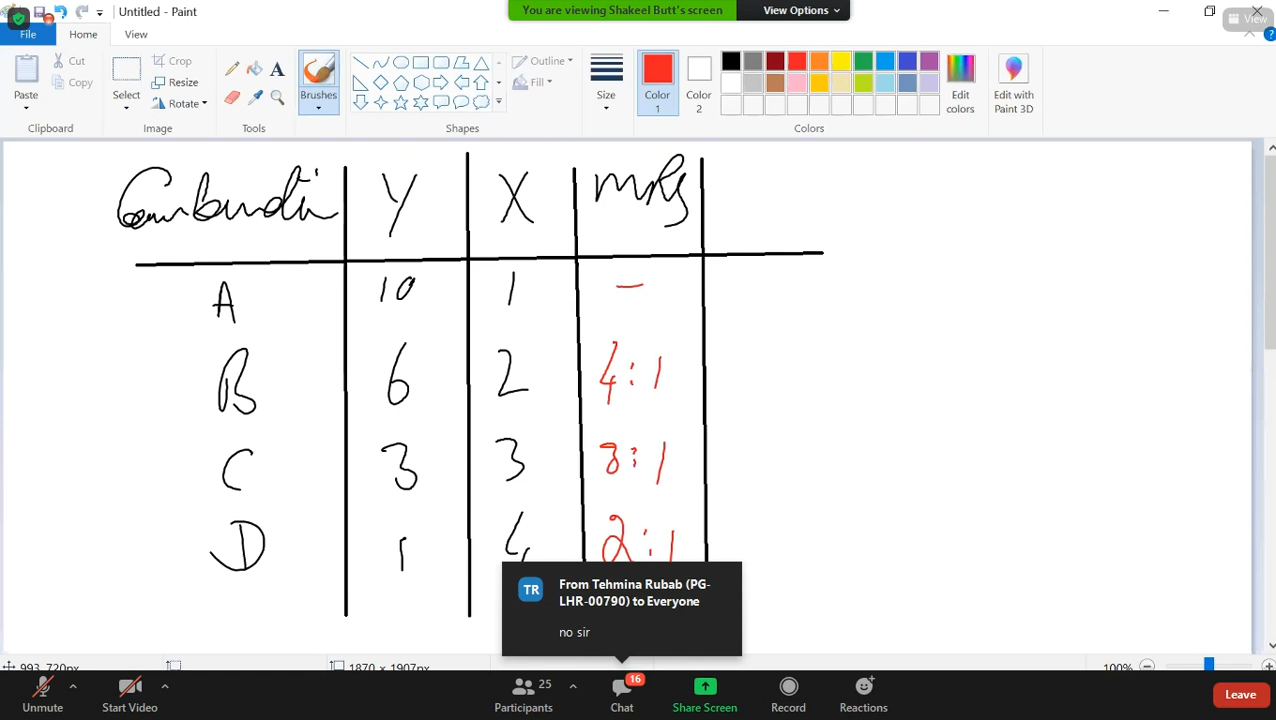 Untitled - Paint
You are viewing Shakeel Butt's screen
View Options
View
File
Home
View
Paste
Cut
Copy
Select
Crop
Resize
Rotate
Brushes
Outline
Fill
Size
Color
1
Color
2
Edit
colors
Edit with
Paint 3D
Clipboard
Image
Tools
Shapes
Colors
Y X MRS
A 10 1 –
B 6 2 4:1
C 3 3 3:1
D 1 4 2:1
TR
From Tehmina Rubab (PG-
LHR-00790) to Everyone
no sir
993, 720px
1870 × 1907px
100%
25
16
Unmute
Start Video
Participants
Chat
Share Screen
Record
Reactions
Leave